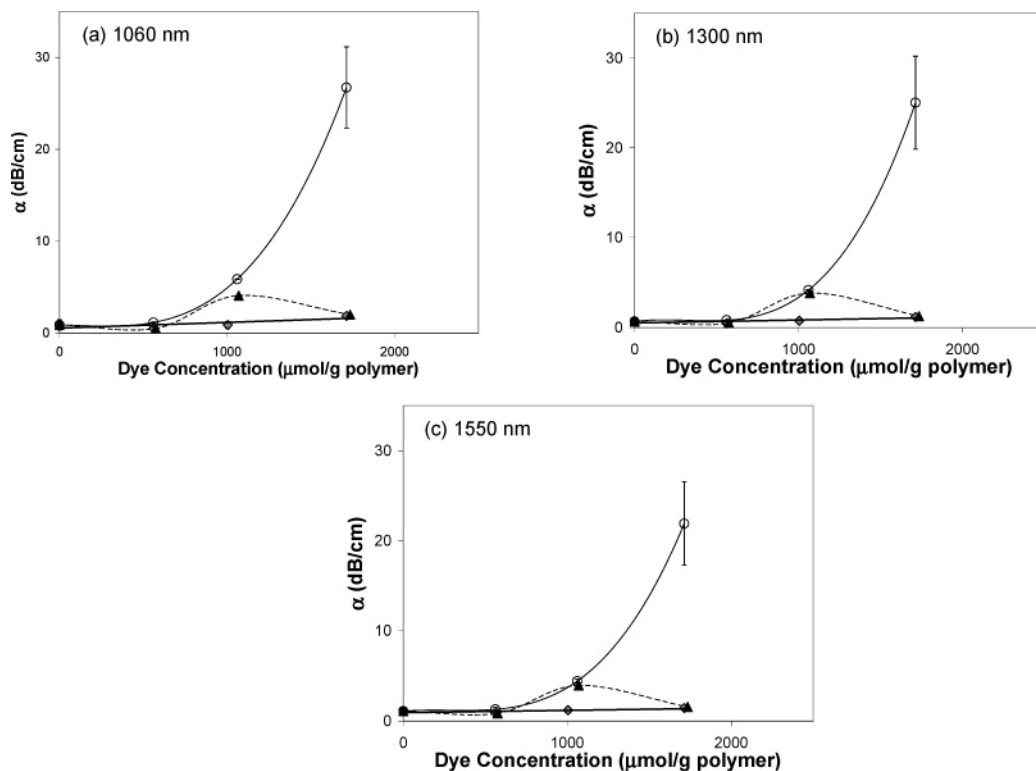 (a) 1060 nm
30
20
10
0
α (dB/cm)
0 1000 2000
Dye Concentration (μmol/g polymer)
(b) 1300 nm
30
20
10
0
α (dB/cm)
0 1000 2000
Dye Concentration (μmol/g polymer)
(c) 1550 nm
30
20
10
0
α (dB/cm)
0 1000 2000
Dye Concentration (μmol/g polymer)